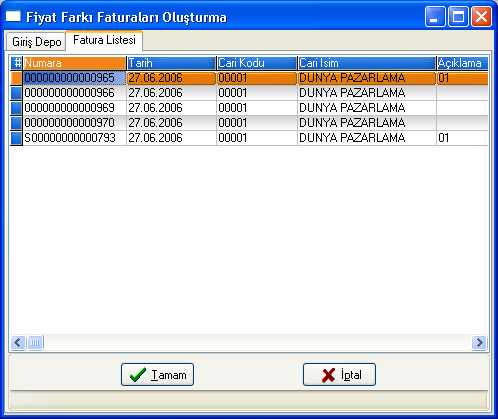 Fiyat Farkı Faturaları Oluşturma
Giriş Depo Fatura Listesi
# Numara Tarih Cari Kodu Cari İsim Açıklama
000000000000965 27.06.2006 00001 DUNYA PAZARLAMA 01
000000000000966 27.06.2006 00001 DUNYA PAZARLAMA
000000000000969 27.06.2006 00001 DUNYA PAZARLAMA
000000000000970 27.06.2006 00001 DUNYA PAZARLAMA
S00000000000793 27.06.2006 00001 DUNYA PAZARLAMA 01
Tamam İptal